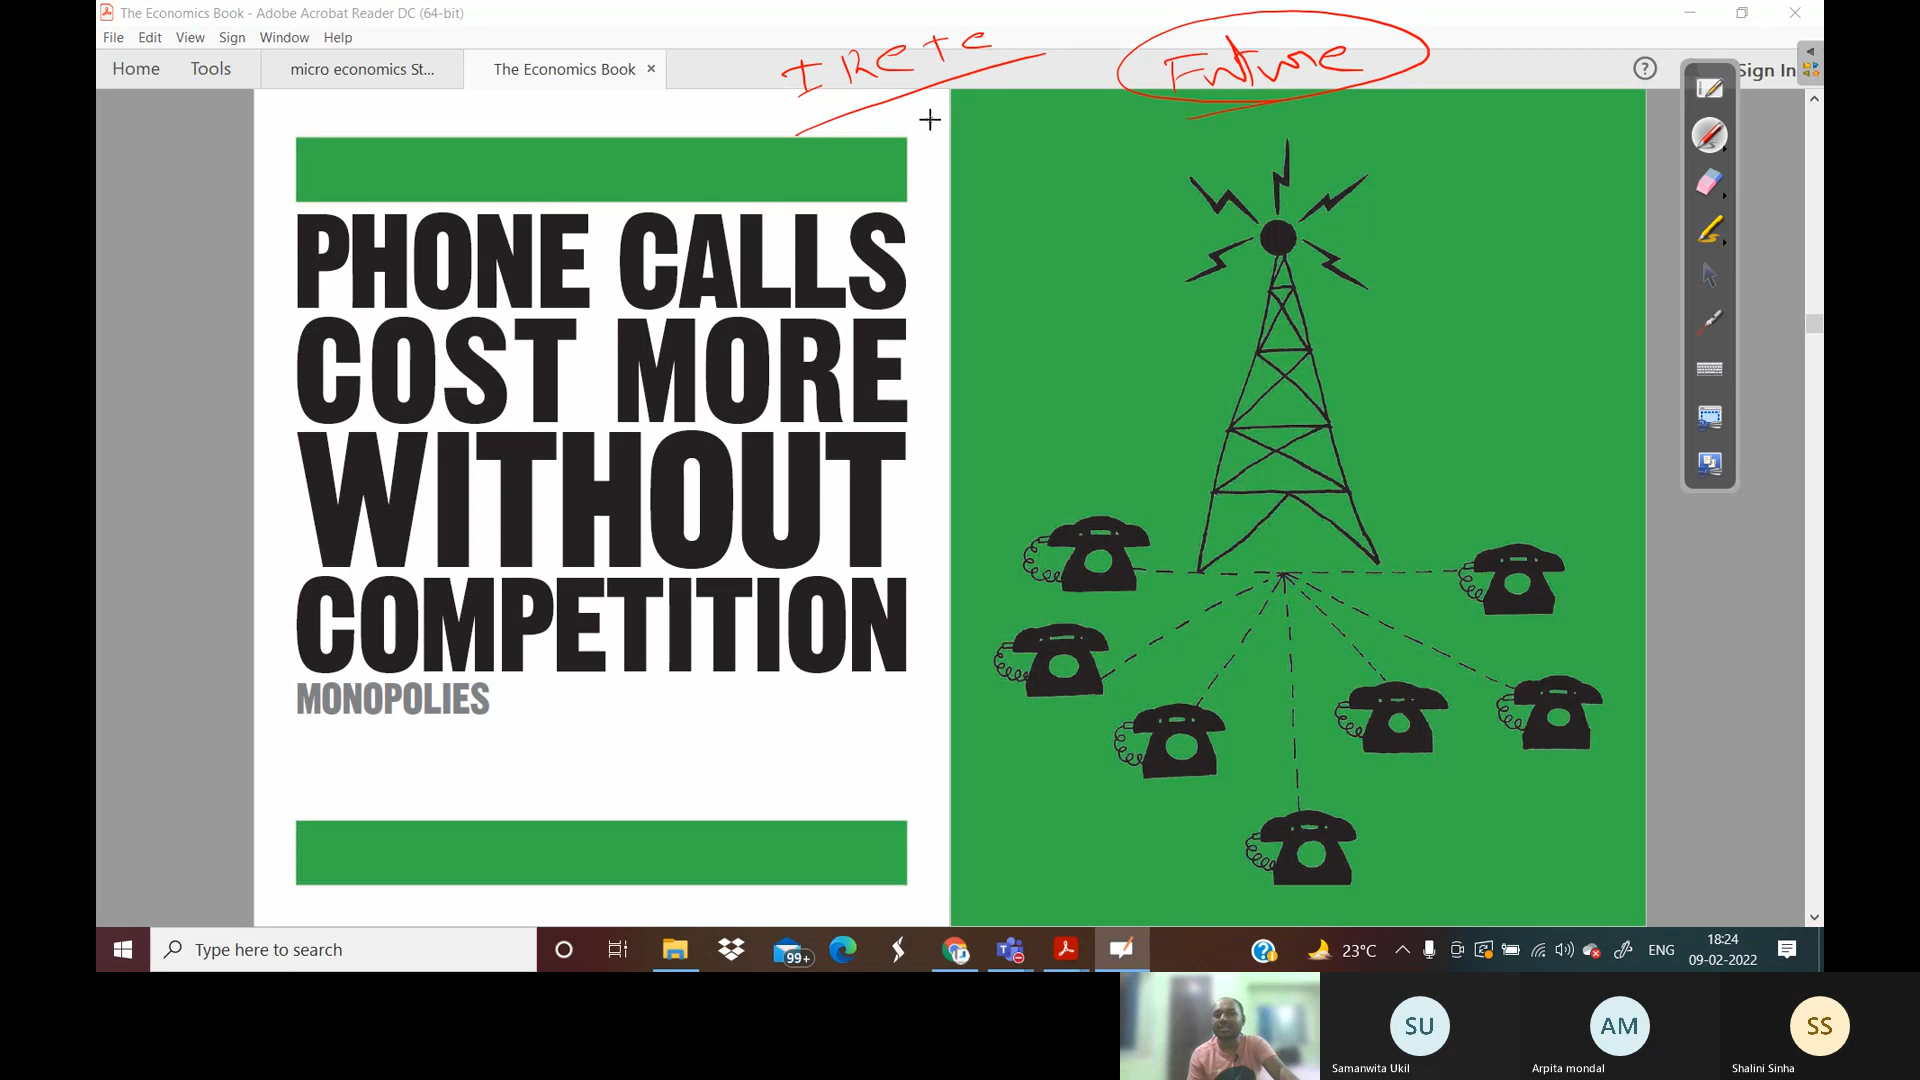 The Economics Book - Adobe Acrobat Reader DC (64-bit)
File Edit View Sign Window Help
Home Tools micro economics St... The Economics Book × Sign In
Future
PHONE CALLS
COST MORE
WITHOUT
COMPETITION
MONOPOLIES
Type here to search
99+
23°C
ENG
18:24
09-02-2022
SU AM SS
Samanwita Ukil Arpita mondal Shalini Sinha